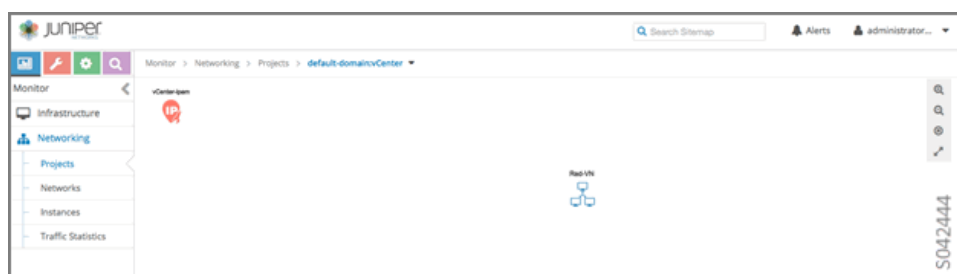 JUNIPER
NETWORKS
Search Sitemap
Alerts
administrator...
Monitor > Networking > Projects > default-domain:vCenter
Monitor
Infrastructure
Networking
Projects
Networks
Instances
Traffic Statistics
vCenter-ipam
IP
Red-VN
S042444